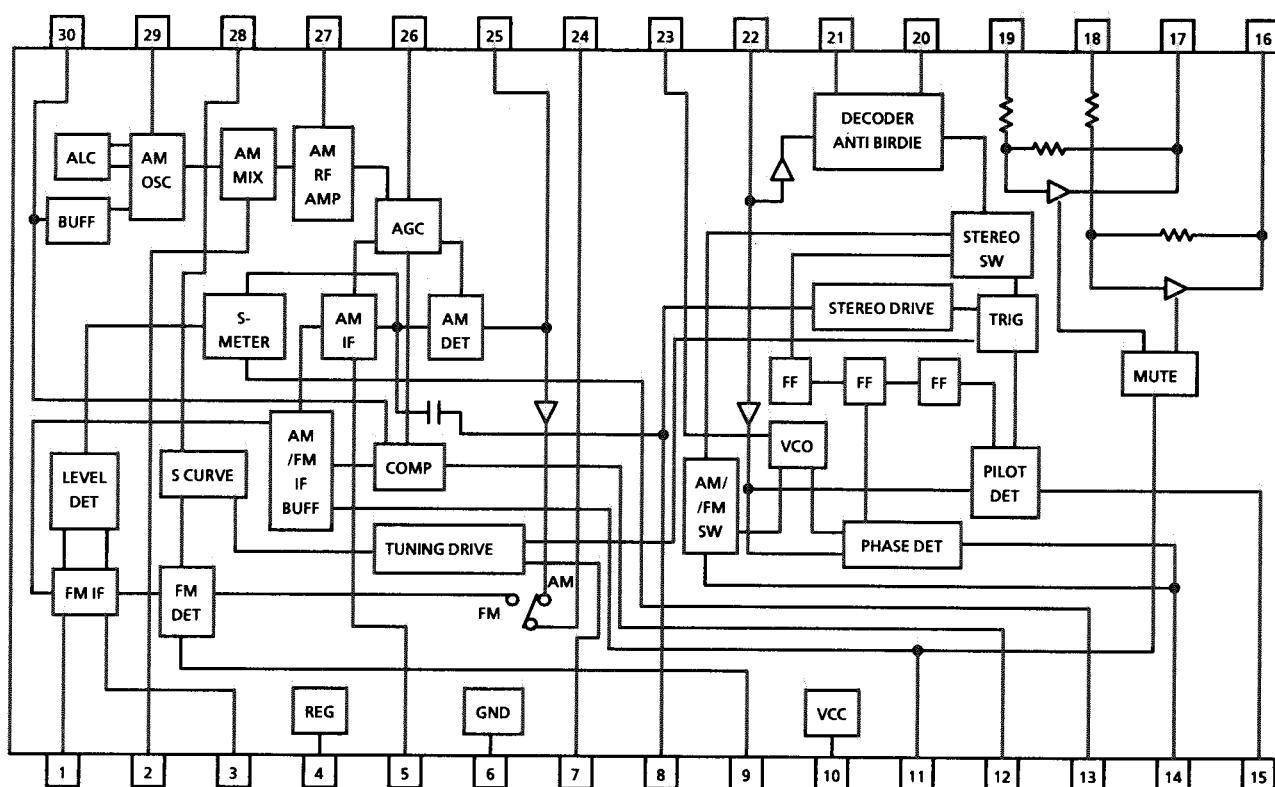 30 29 28 27 26 25 24 23 22 21 20 19 18 17 16
ALC
AM
OSC
BUFF
AM
MIX
AM
RF
AMP
AGC
DECODER
ANTI BIRDIE
STEREO
SW
S-
METER
AM
IF
AM
DET
STEREO DRIVE
TRIG
FF
FF
FF
MUTE
LEVEL
DET
S CURVE
AM
/FM
IF
BUFF
COMP
VCO
AM/
/FM
SW
PILOT
DET
TUNING DRIVE
PHASE DET
FM IF
FM
DET
FM
AM
REG
GND
VCC
1 2 3 4 5 6 7 8 9 10 11 12 13 14 15